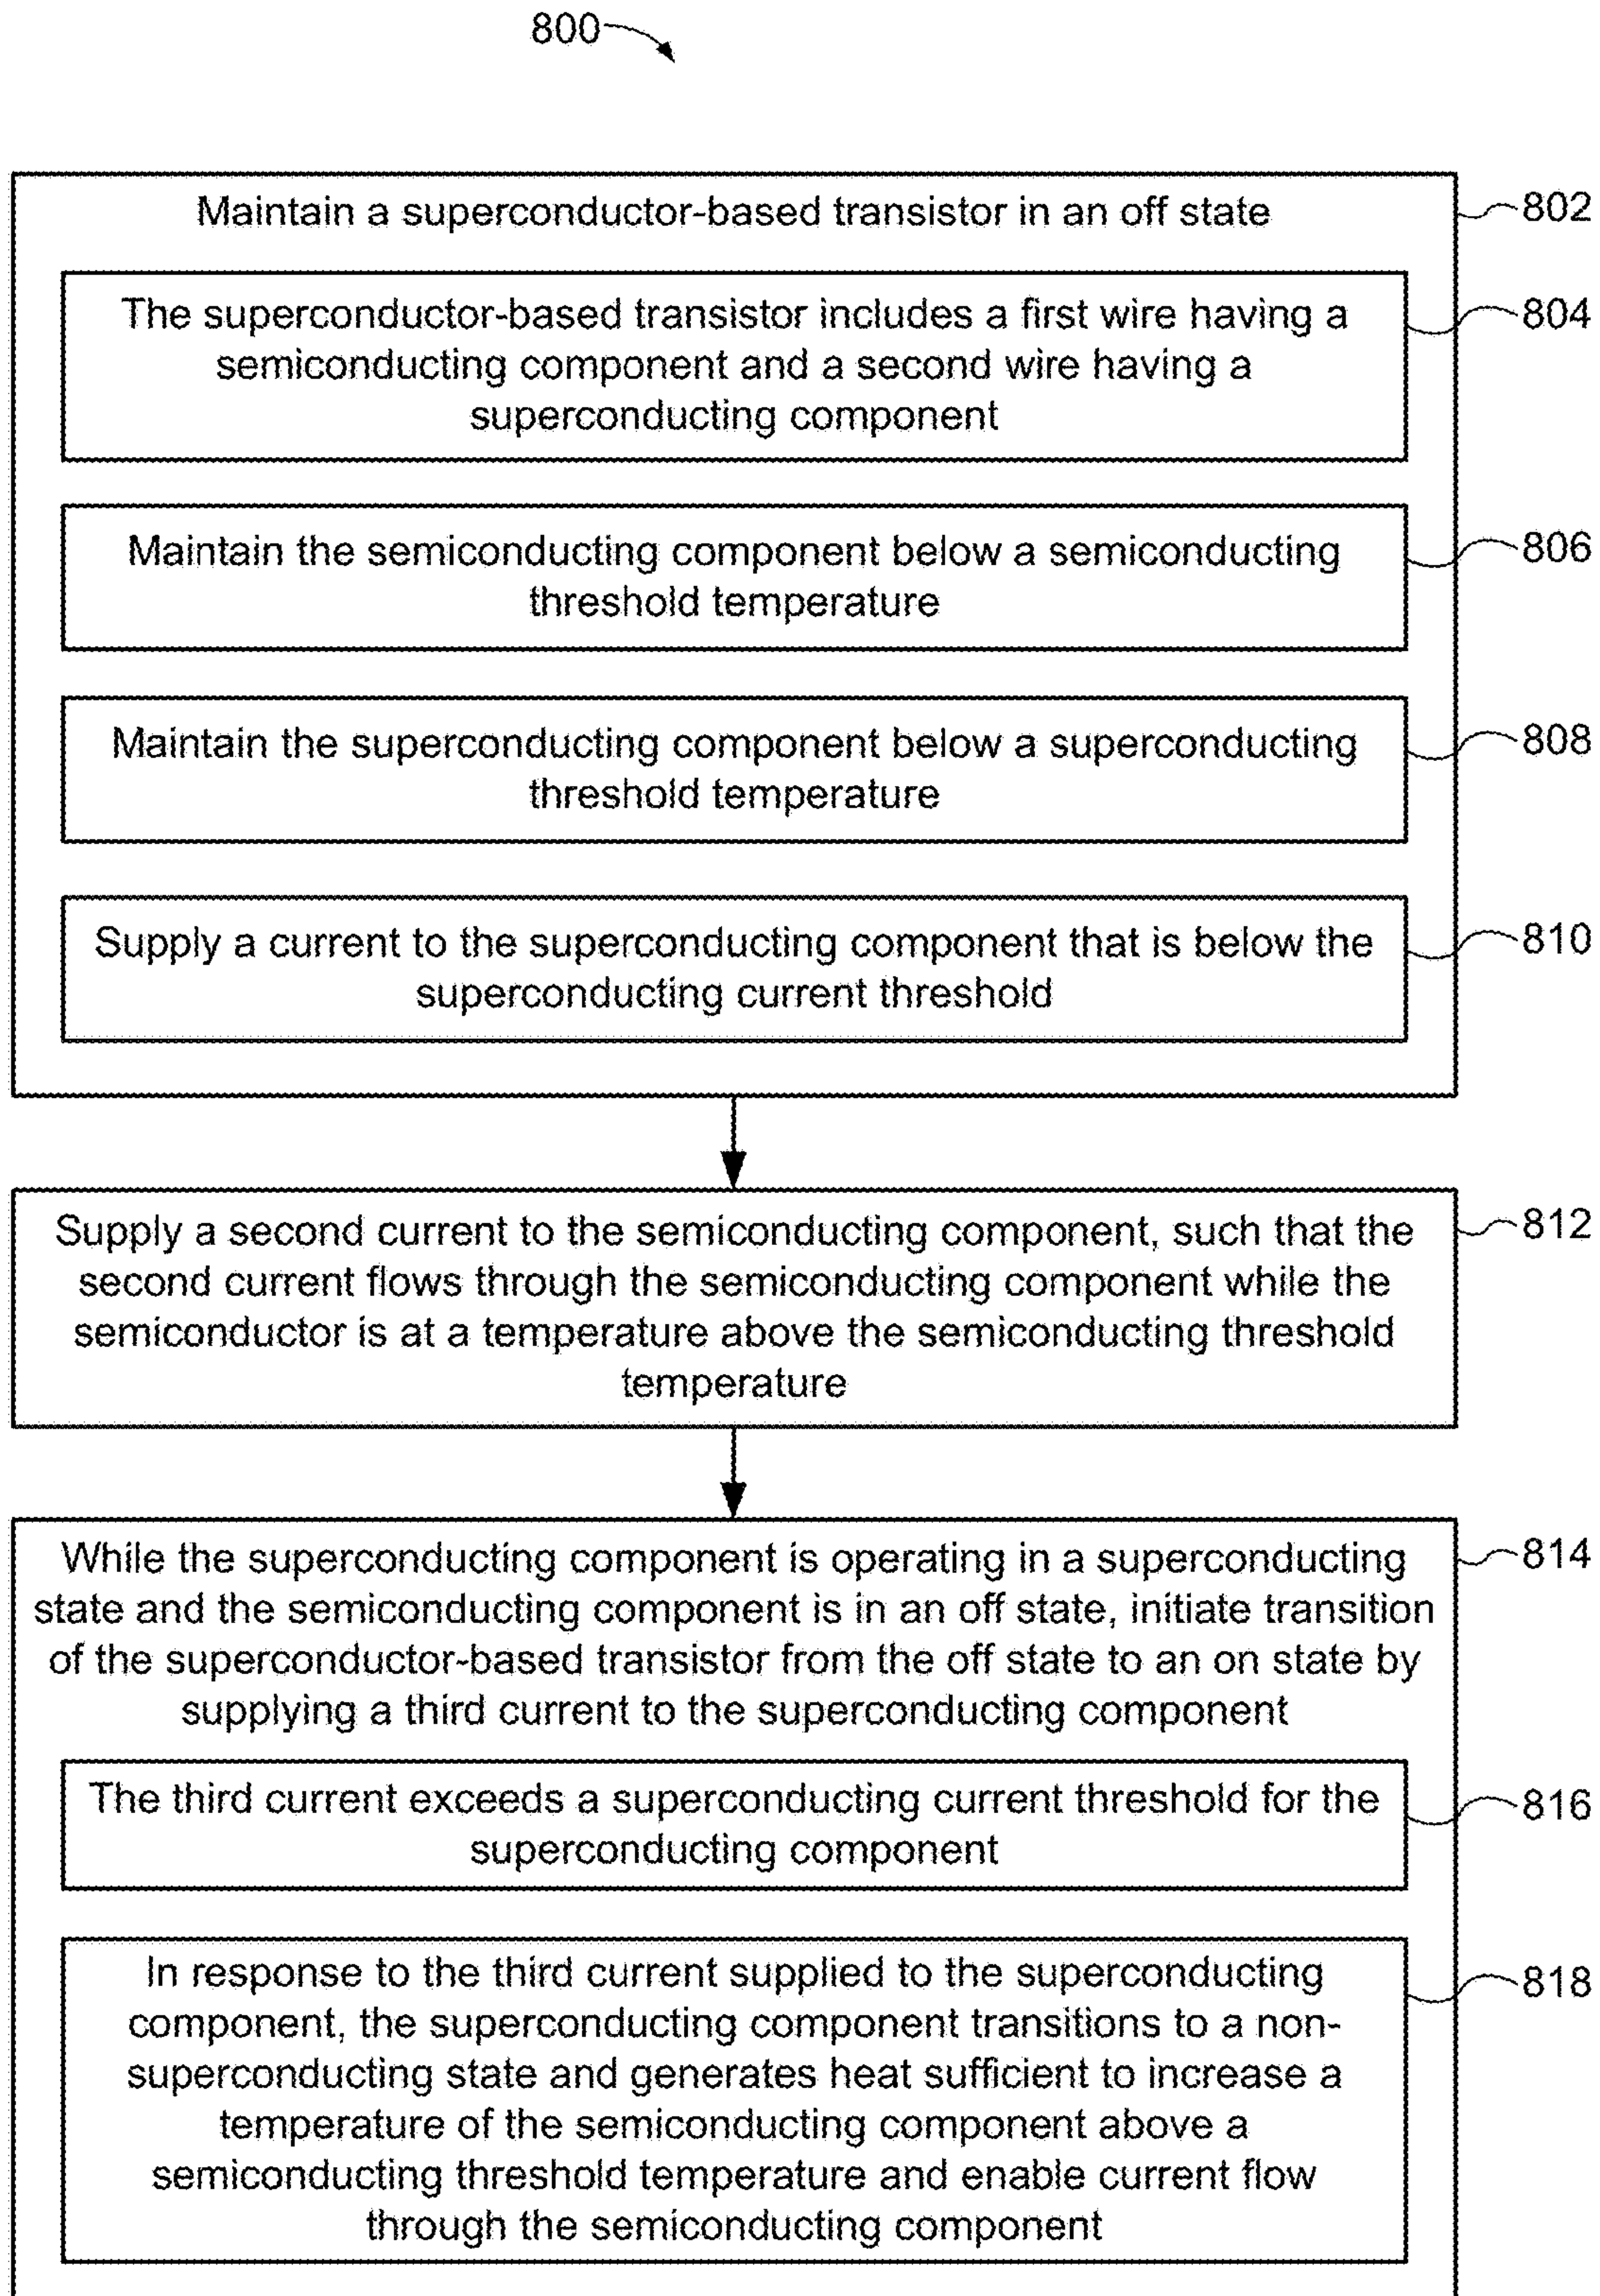 800
Maintain a superconductor-based transistor in an off state
802
The superconductor-based transistor includes a first wire having a
semiconducting component and a second wire having a
superconducting component
804
Maintain the semiconducting component below a semiconducting
threshold temperature
806
Maintain the superconducting component below a superconducting
threshold temperature
808
Supply a current to the superconducting component that is below the
superconducting current threshold
810
Supply a second current to the semiconducting component, such that the
second current flows through the semiconducting component while the
semiconductor is at a temperature above the semiconducting threshold
temperature
812
While the superconducting component is operating in a superconducting
state and the semiconducting component is in an off state, initiate transition
of the superconductor-based transistor from the off state to an on state by
supplying a third current to the superconducting component
814
The third current exceeds a superconducting current threshold for the
superconducting component
816
In response to the third current supplied to the superconducting
component, the superconducting component transitions to a non-
superconducting state and generates heat sufficient to increase a
temperature of the semiconducting component above a
semiconducting threshold temperature and enable current flow
through the semiconducting component
818